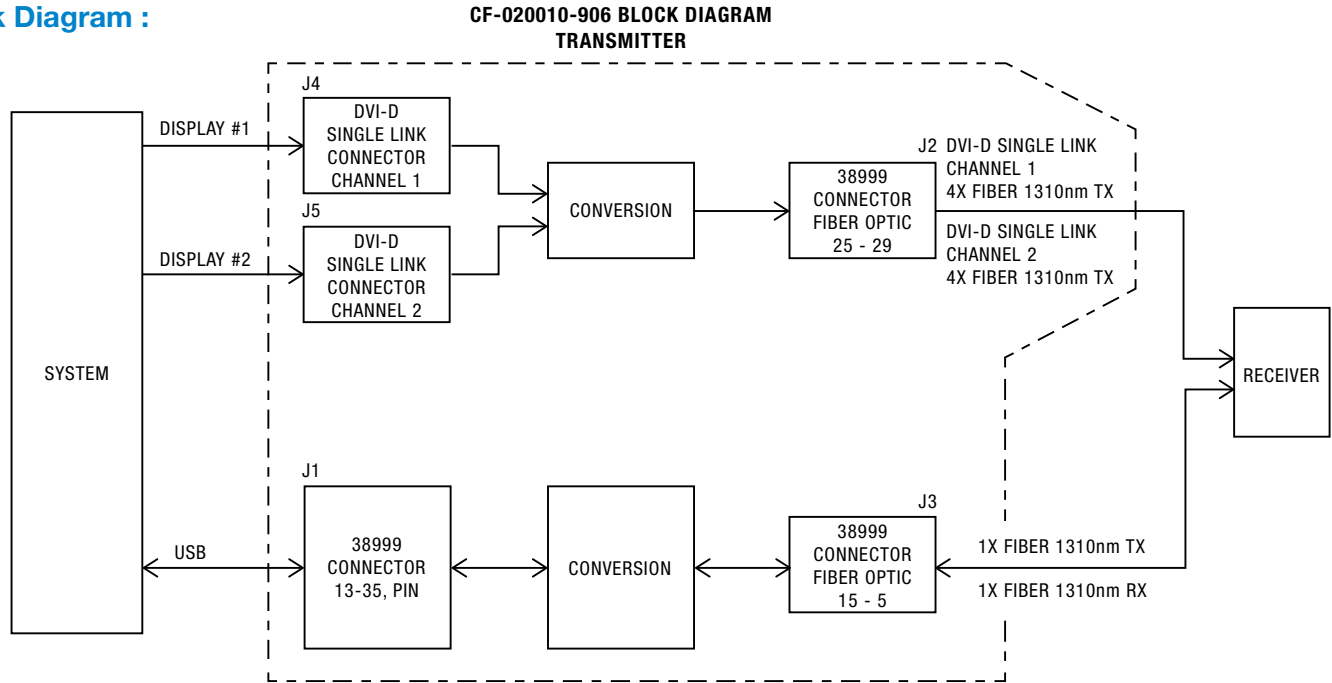 k Diagram :
CF-020010-906 BLOCK DIAGRAM
TRANSMITTER
J4
DVI-D
SINGLE LINK
CONNECTOR
CHANNEL 1
DISPLAY #1
J5
DVI-D
SINGLE LINK
CONNECTOR
CHANNEL 2
DISPLAY #2
CONVERSION
38999
CONNECTOR
FIBER OPTIC
25 - 29
J2 DVI-D SINGLE LINK
CHANNEL 1
4X FIBER 1310nm TX
DVI-D SINGLE LINK
CHANNEL 2
4X FIBER 1310nm TX
SYSTEM
RECEIVER
J1
38999
CONNECTOR
13-35, PIN
USB
CONVERSION
J3
38999
CONNECTOR
FIBER OPTIC
15 - 5
1X FIBER 1310nm TX
1X FIBER 1310nm RX